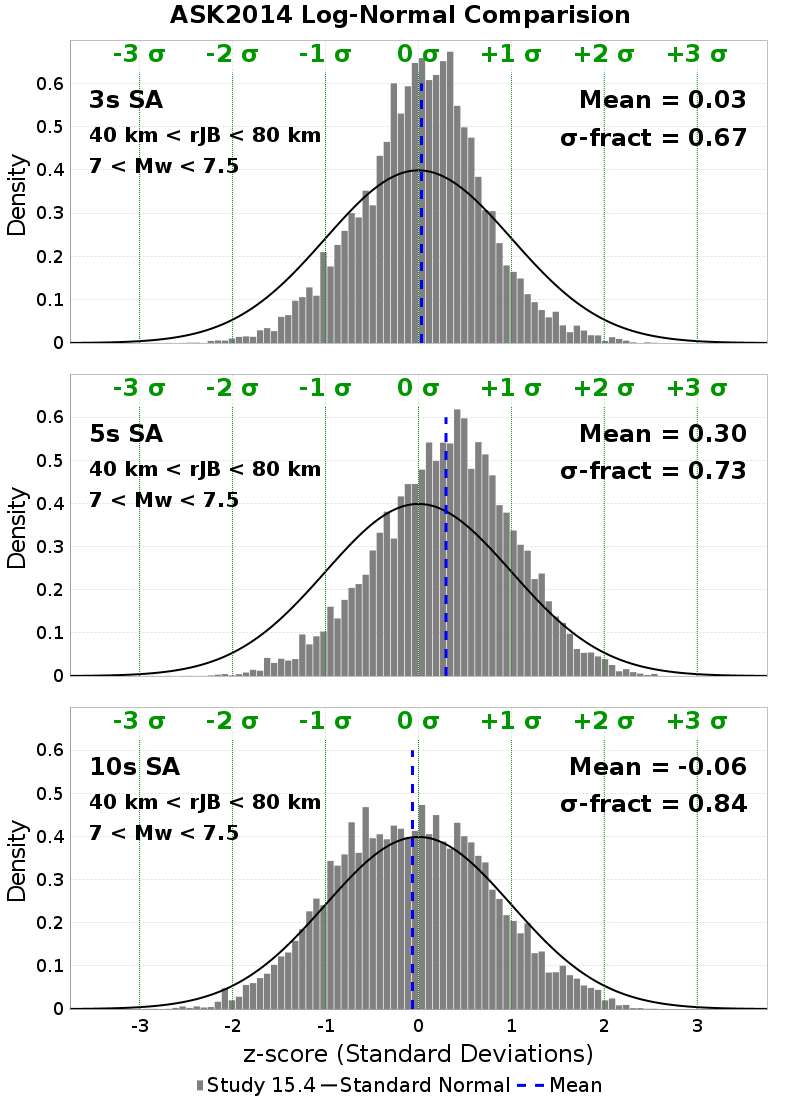 ASK2014 Log-Normal Comparision
-3 σ -2 σ -1 σ 0 σ +1 σ +2 σ +3 σ
3s SA
40 km < rJB < 80 km
7 < Mw < 7.5
Mean = 0.03
σ-fract = 0.67
Density
0.6
0.5
0.4
0.3
0.2
0.1
0
-3 σ -2 σ -1 σ 0 σ +1 σ +2 σ +3 σ
5s SA
40 km < rJB < 80 km
7 < Mw < 7.5
Mean = 0.30
σ-fract = 0.73
Density
0.6
0.5
0.4
0.3
0.2
0.1
0
-3 σ -2 σ -1 σ 0 σ +1 σ +2 σ +3 σ
10s SA
40 km < rJB < 80 km
7 < Mw < 7.5
Mean = -0.06
σ-fract = 0.84
Density
0.6
0.5
0.4
0.3
0.2
0.1
0
-3 -2 -1 0 1 2 3
z-score (Standard Deviations)
Study 15.4 Standard Normal Mean